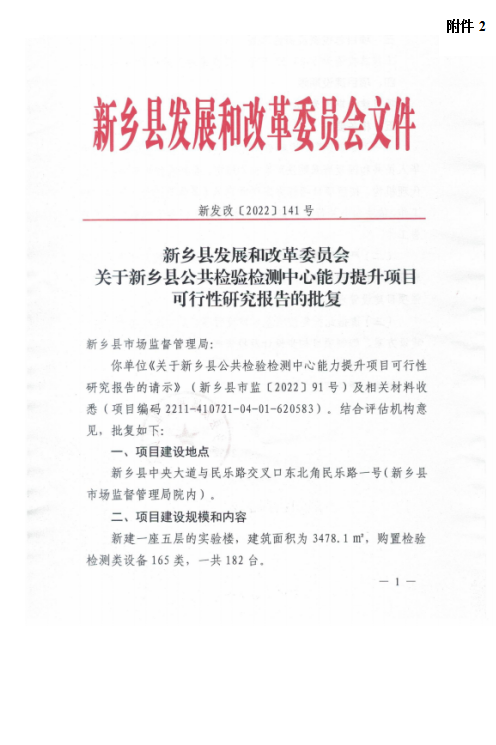 附件 2
新乡县发展和改革委员会文件
新发改〔2022〕141号
新乡县发展和改革委员会
关于新乡县公共检验检测中心能力提升项目
可行性研究报告的批复
新乡县市场监督管理局:
你单位《关于新乡县公共检验检测中心能力提升项目可行性
研究报告的请示》（新乡县市监〔2022〕91号）及相关材料收
悉（项目编码 2211-410721-04-01-620583）。结合评估机构意
见，批复如下:
一、项目建设地点
新乡县中央大道与民乐路交叉口东北角民乐路一号（新乡县
市场监督管理局院内）。
二、项目建设规模和内容
新建一座五层的实验楼，建筑面积为 3478.1 ㎡，购置检验
检测类设备 165 类，一共 182 台。
— 1 —